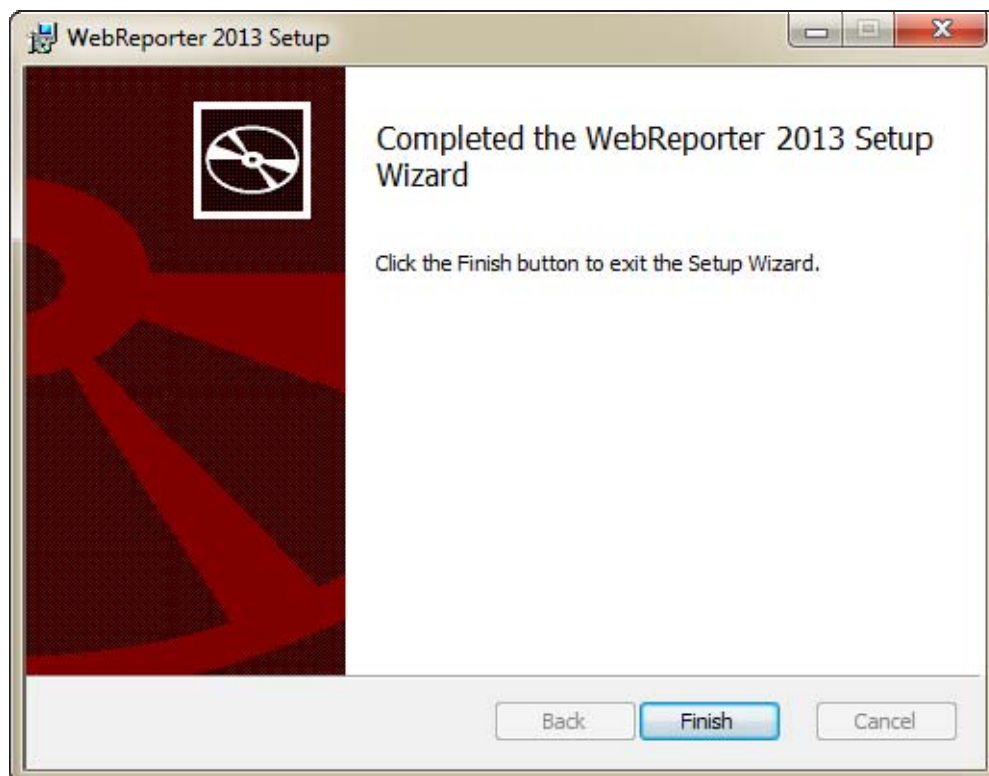 WebReporter 2013 Setup
Completed the WebReporter 2013 Setup
Wizard
Click the Finish button to exit the Setup Wizard.
Back
Finish
Cancel